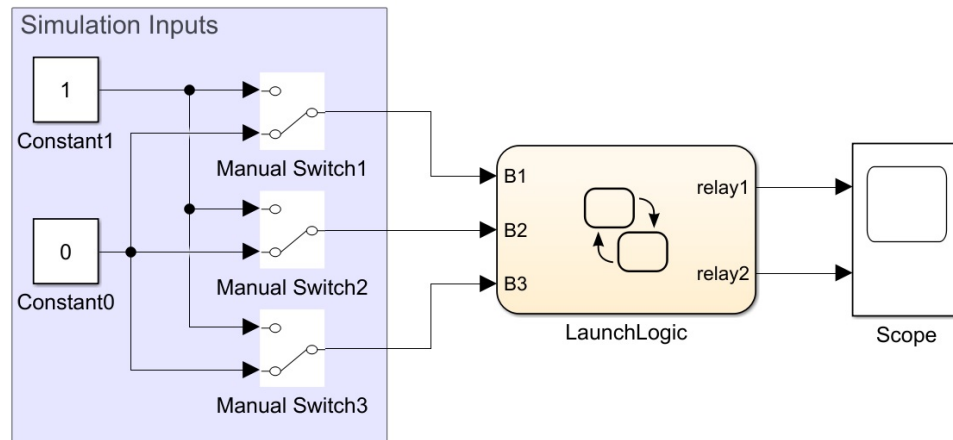 Simulation Inputs
1
Constant1
Manual Switch1
0
Constant0
Manual Switch2
Manual Switch3
B1
B2
B3
relay1
relay2
LaunchLogic
Scope